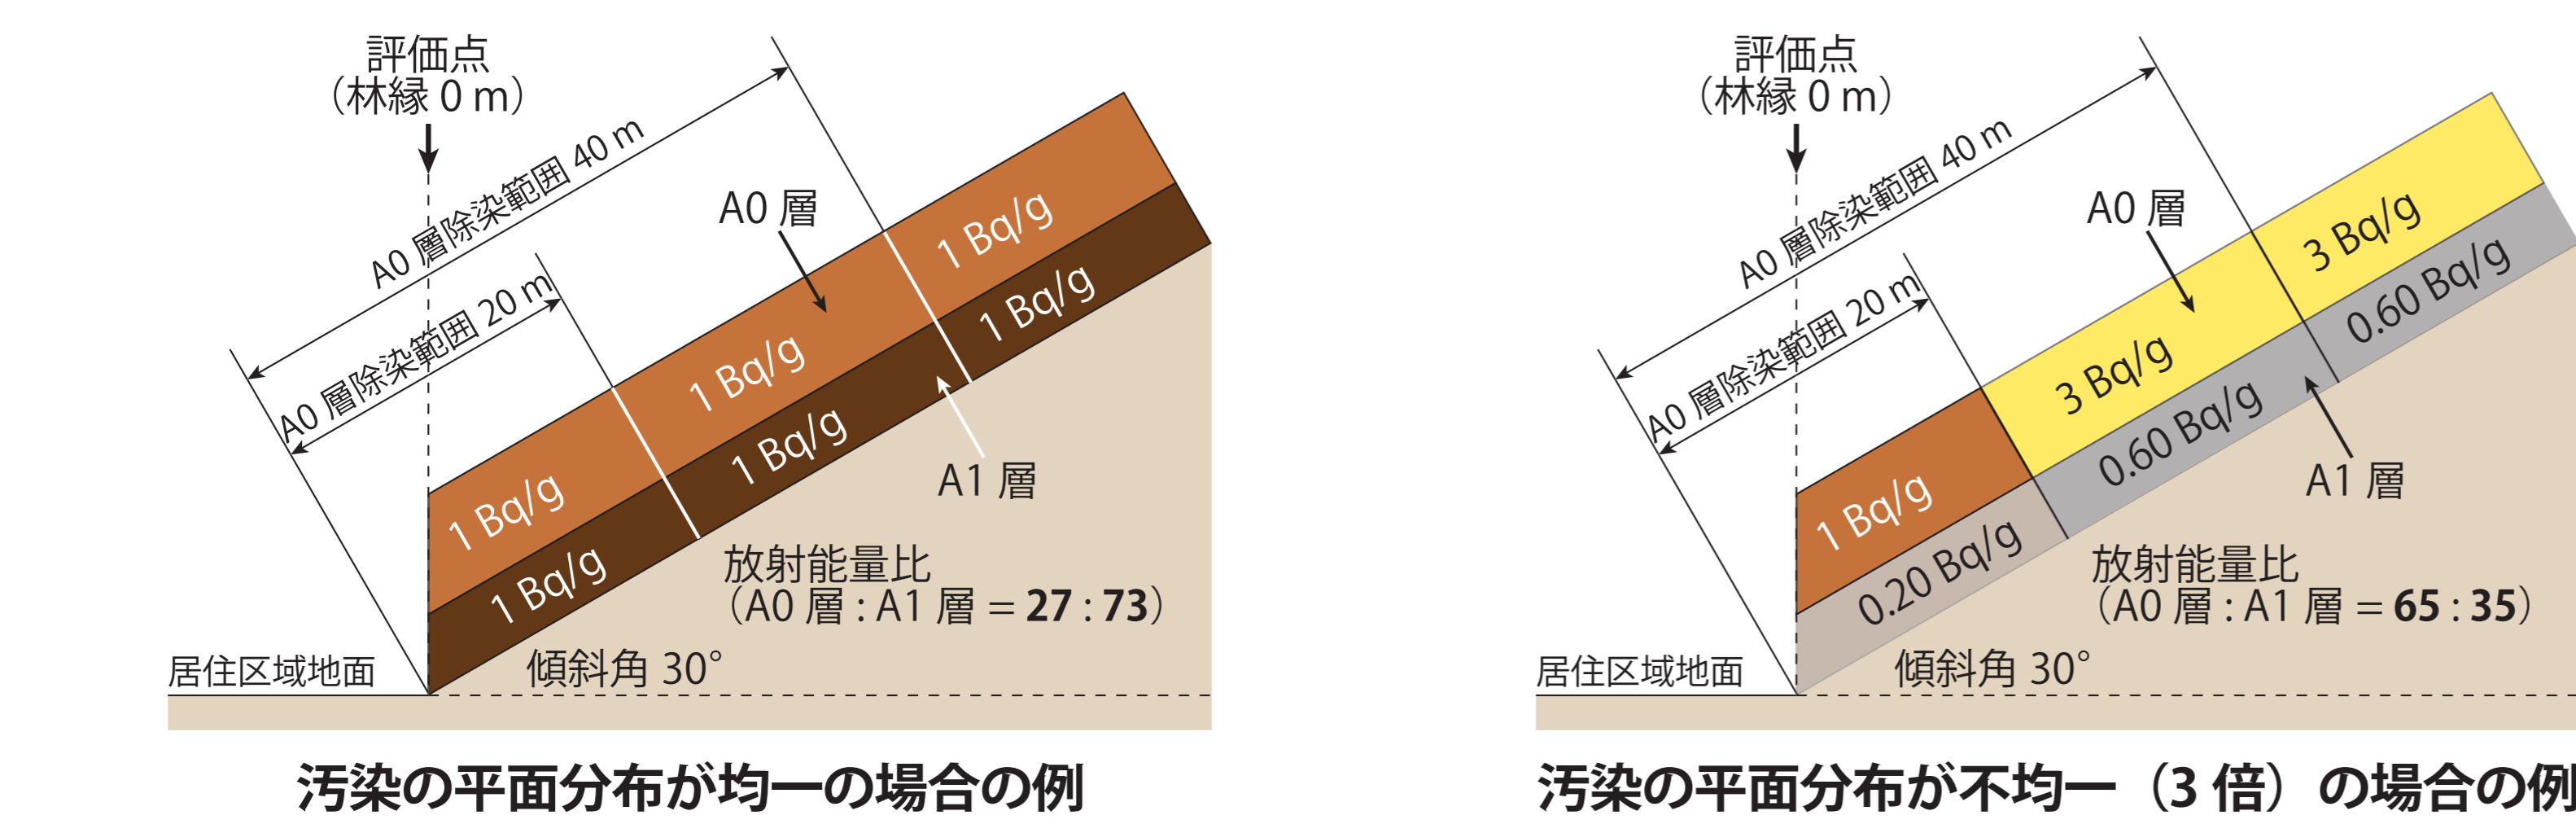 評価点
（林縁 0 m）
A0 層除染範囲 40 m
A0 層除染範囲 20 m
A0 層
1 Bq/g
1 Bq/g
1 Bq/g
1 Bq/g
1 Bq/g
1 Bq/g
A1 層
放射能量比
（A0 層 : A1 層 = 27 : 73）
居住区域地面
傾斜角 30°
汚染の平面分布が均一の場合の例
評価点
（林縁 0 m）
A0 層除染範囲 40 m
A0 層除染範囲 20 m
A0 層
3 Bq/g
0.60 Bq/g
3 Bq/g
0.60 Bq/g
1 Bq/g
0.20 Bq/g
A1 層
放射能量比
（A0 層 : A1 層 = 65 : 35）
居住区域地面
傾斜角 30°
汚染の平面分布が不均一（3 倍）の場合の例